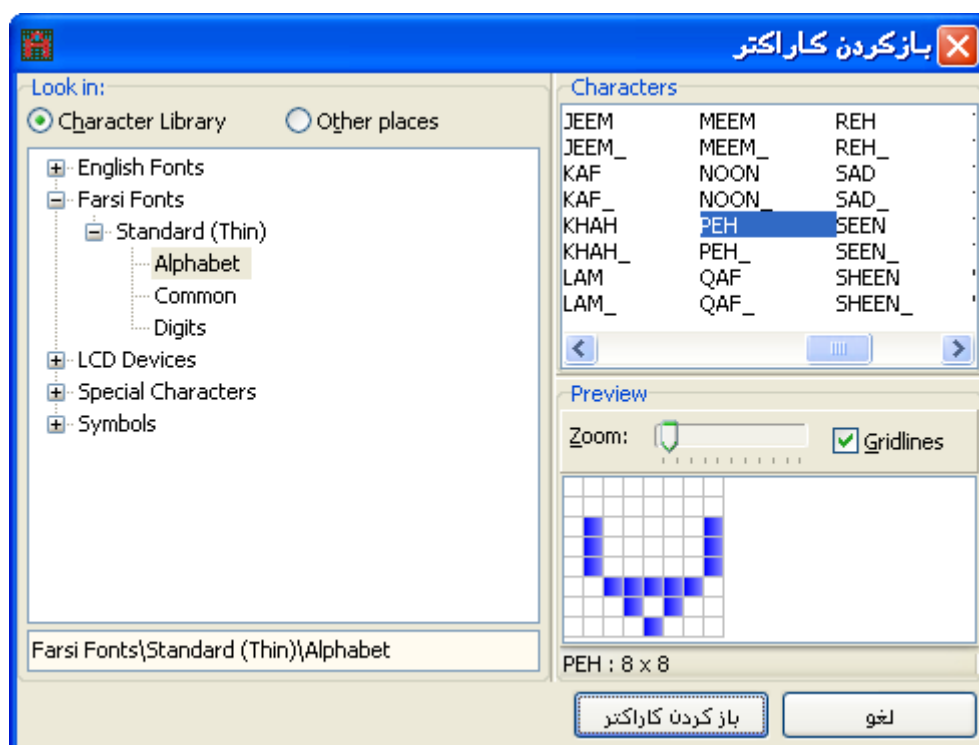 باز کردن کاراکتر
Look in:
Character Library
Other places
English Fonts
Farsi Fonts
Standard (Thin)
Alphabet
Common
Digits
LCD Devices
Special Characters
Symbols
Farsi Fonts\Standard (Thin)\Alphabet
Characters
JEEM MEEM REH
JEEM_ MEEM_ REH_
KAF NOON SAD
KAF_ NOON_ SAD_
KHAH PEH SEEN
KHAH_ PEH_ SEEN_
LAM QAF SHEEN
LAM_ QAF_ SHEEN_
Preview
Zoom:
Gridlines
PEH : 8 x 8
باز کردن کاراکتر
لغو